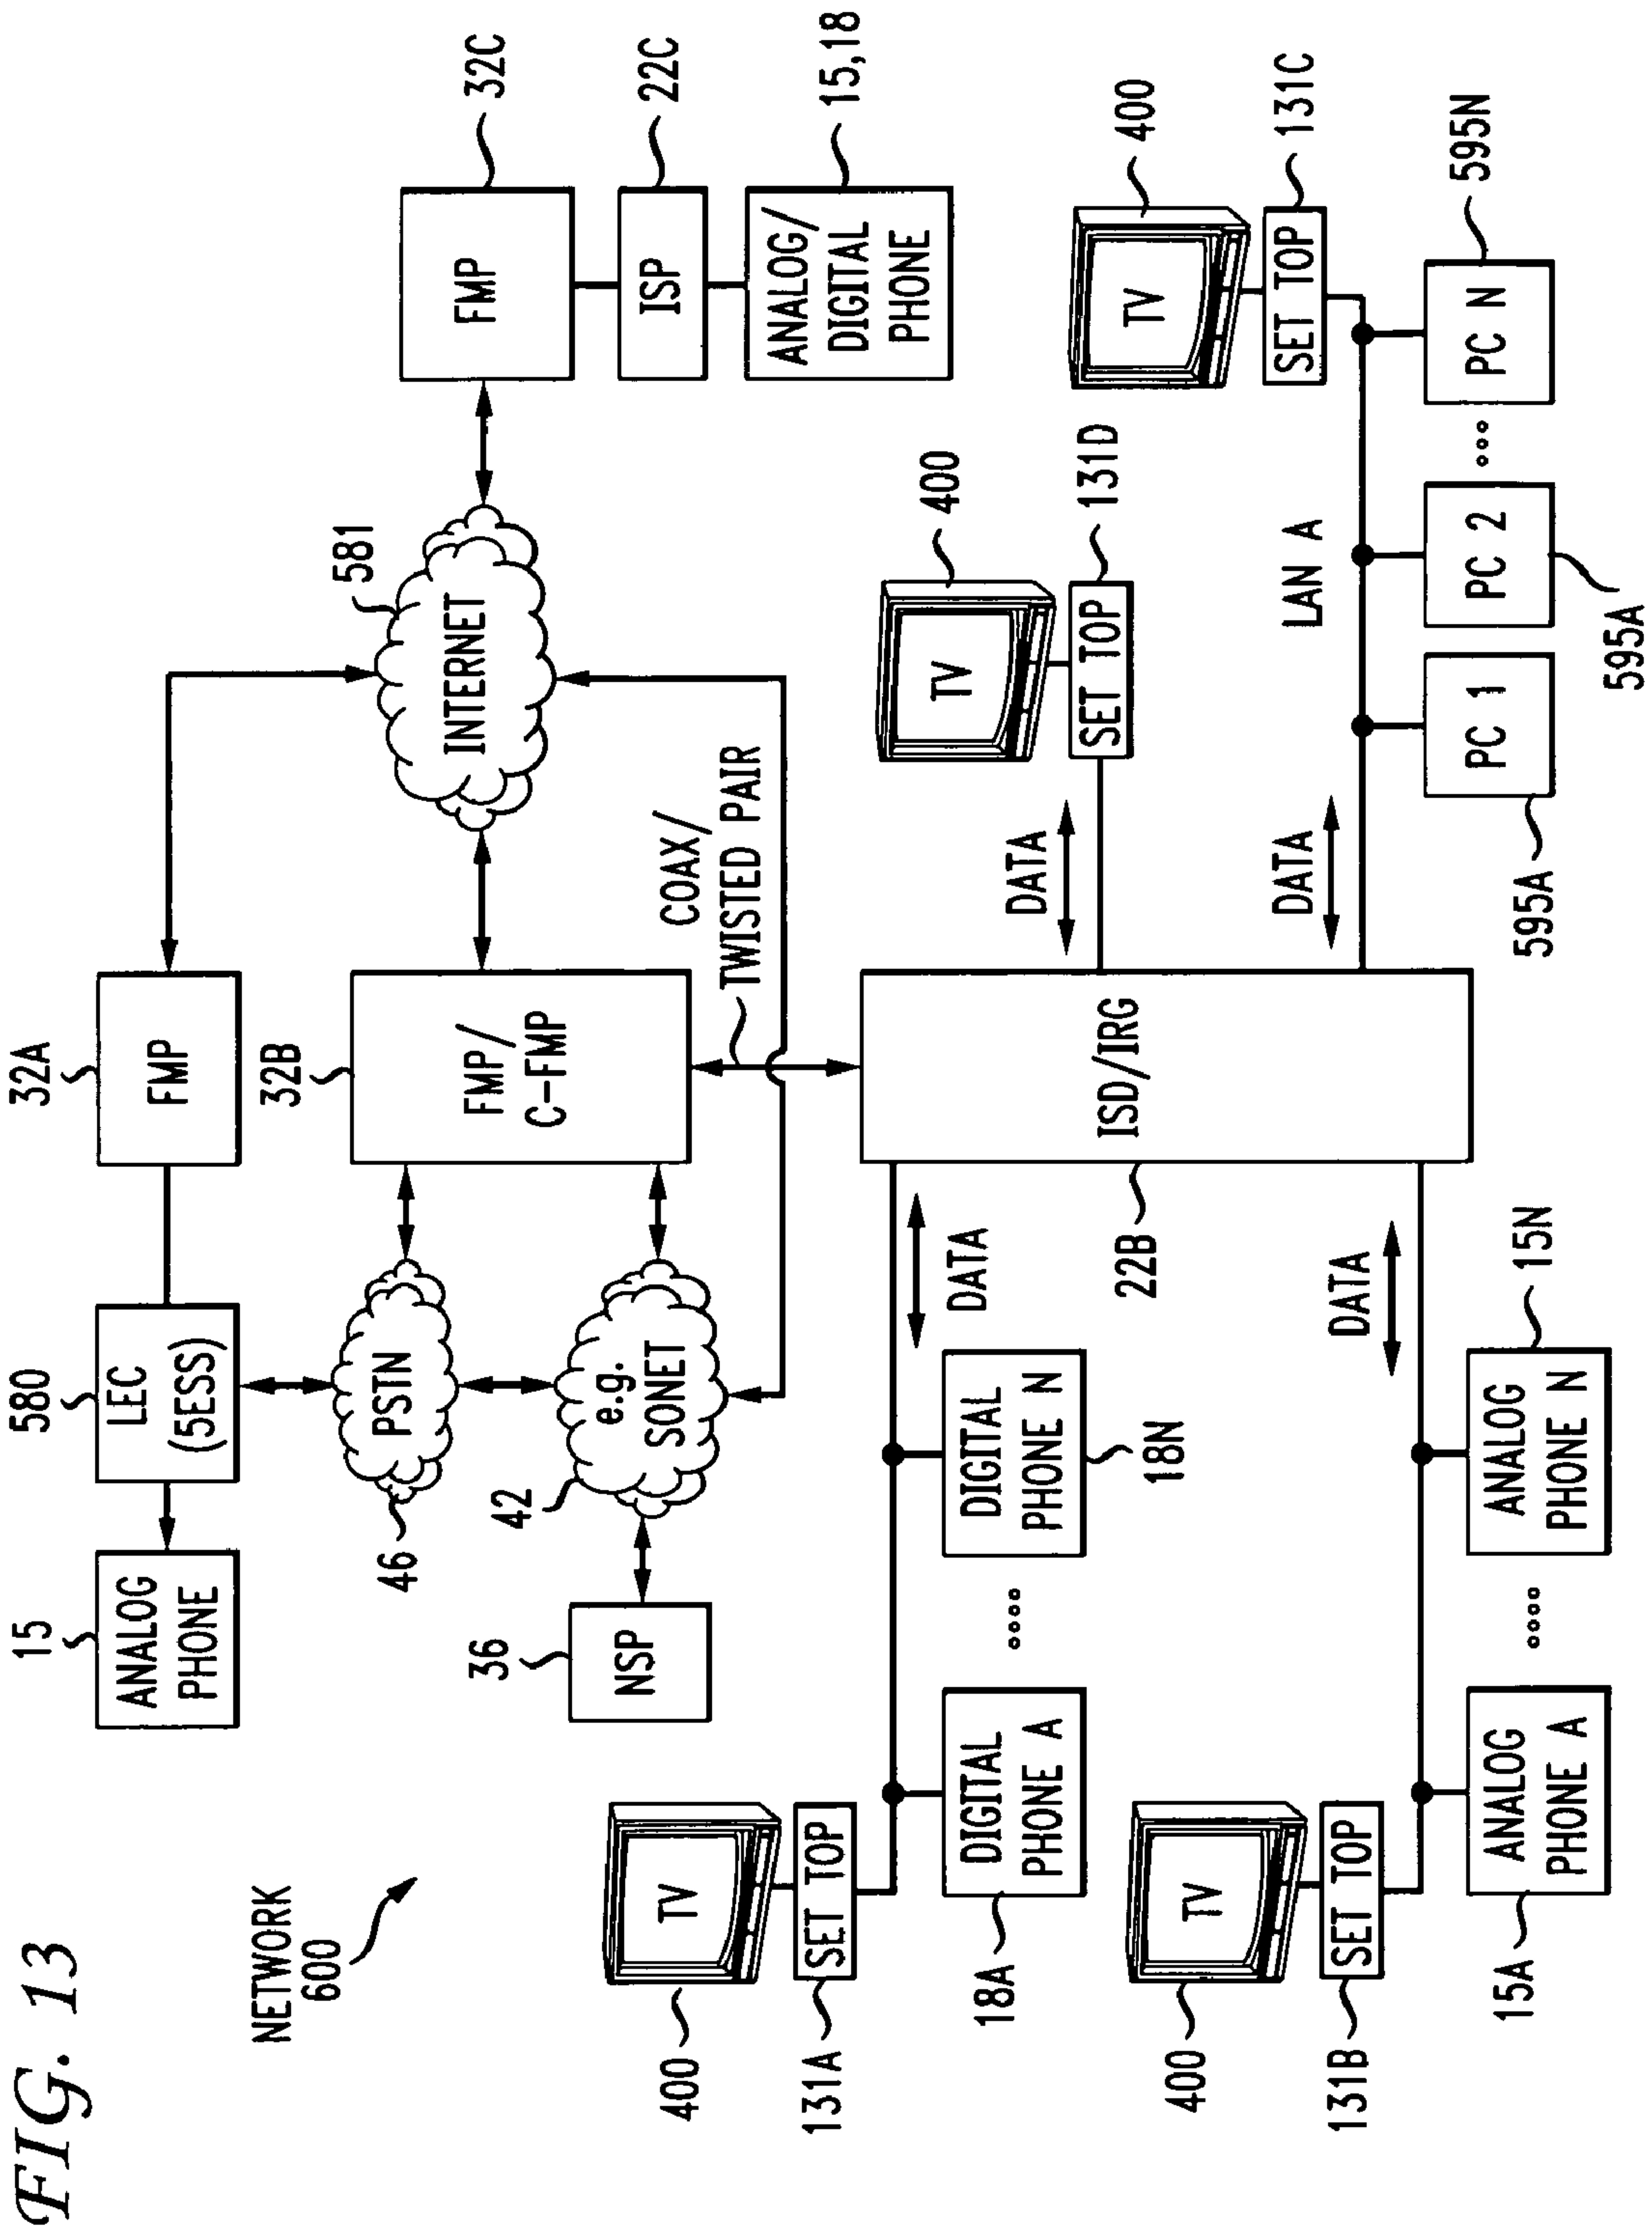 FIG. 13
NETWORK
600
15
ANALOG
PHONE
580
LEC
(5ESS)
32A
FMP
46
PSTN
32B
FMP/
C-FMP
581
INTERNET
32C
FMP
22C
ISP
15,18
ANALOG/
DIGITAL
PHONE
36
NSP
42
e.g.
SONET
COAX/
TWISTED PAIR
400
TV
131A
SET TOP
18A
DIGITAL
PHONE A
DIGITAL
PHONE N
18N
DATA
22B
ISD/IRG
DATA
400
TV
131D
SET TOP
400
TV
131C
SET TOP
400
TV
131B
SET TOP
15A
ANALOG
PHONE A
ANALOG
PHONE N
15N
DATA
DATA
LAN A
595A
PC 1
PC 2
595A
PC N
595N